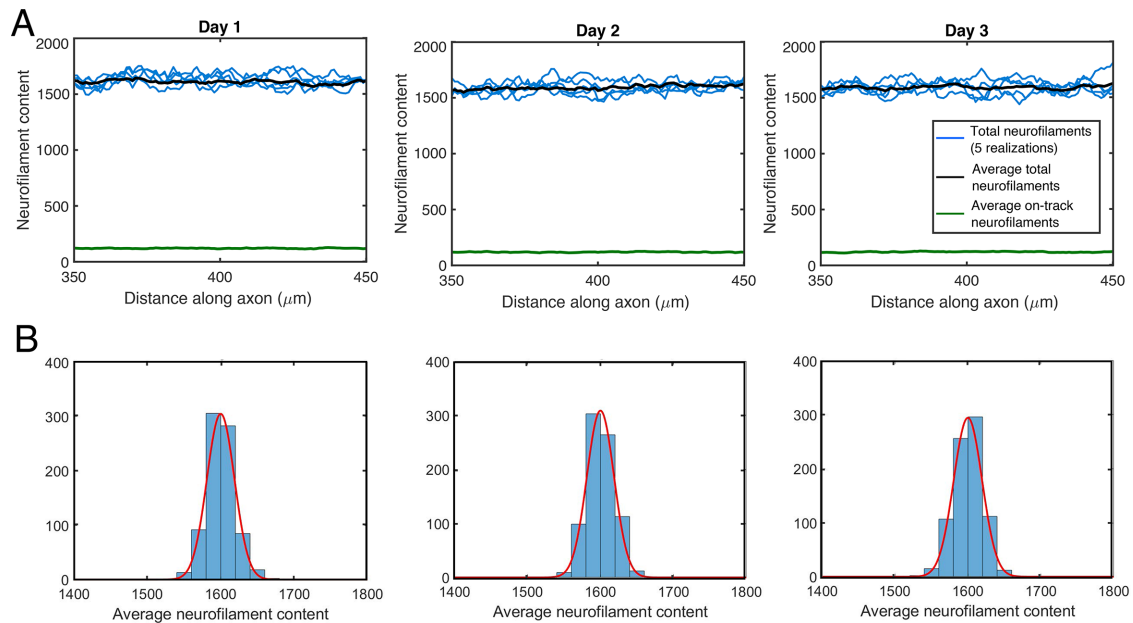 A
Day 1
Day 2
Day 3
2000
1500
1000
500
0
350
400
450
Neurofilament content
Distance along axon (μm)
2000
1500
1000
500
0
350
400
450
Neurofilament content
Distance along axon (μm)
2000
1500
1000
500
0
350
400
450
Neurofilament content
Distance along axon (μm)
Total neurofilaments
(5 realizations)
Average total
neurofilaments
Average on-track
neurofilaments
B
400
300
200
100
0
1400
1500
1600
1700
1800
Average neurofilament content
400
300
200
100
0
1400
1500
1600
1700
1800
Average neurofilament content
400
300
200
100
0
1400
1500
1600
1700
1800
Average neurofilament content